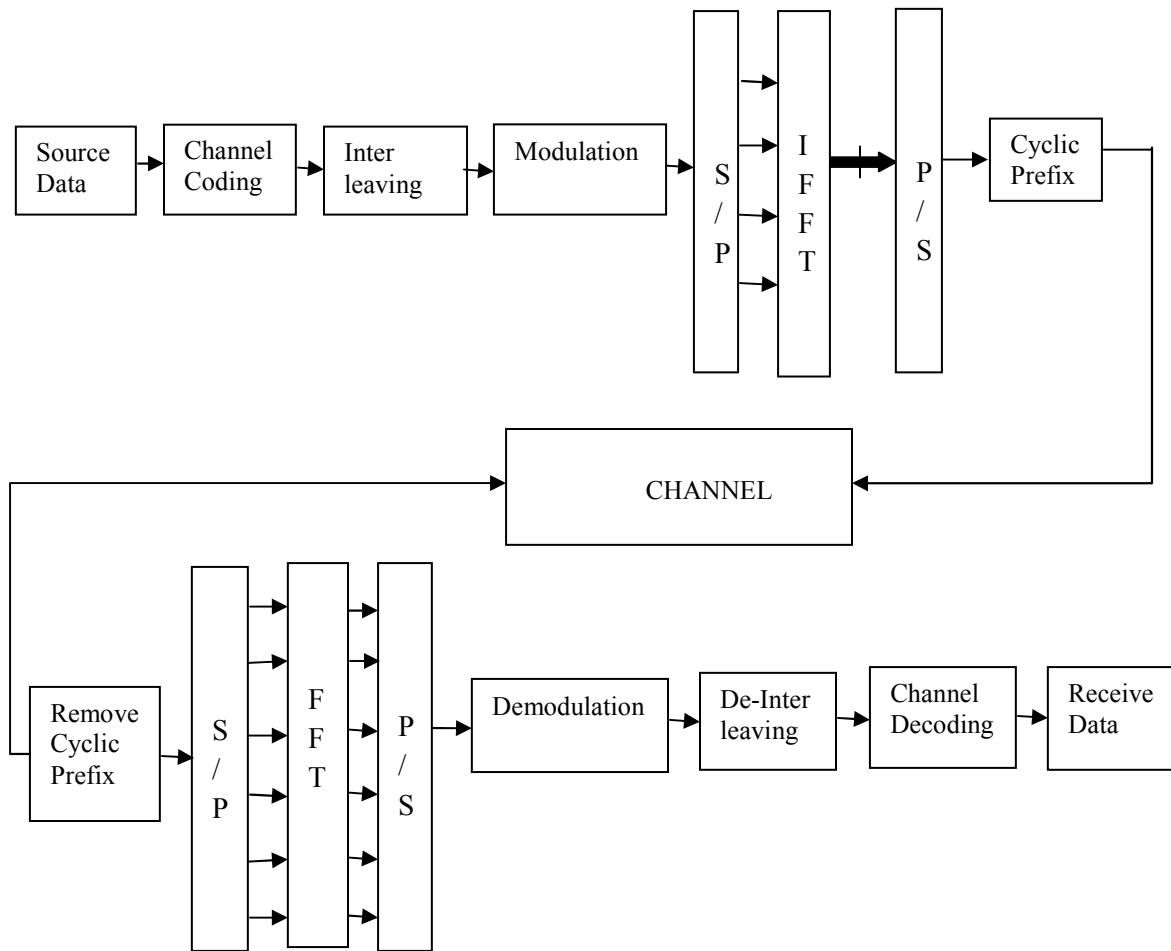 Source
Data
Channel
Coding
Inter
leaving
Modulation
S
/
P
I
F
F
T
P
/
S
Cyclic
Prefix
CHANNEL
Remove
Cyclic
Prefix
S
/
P
F
F
T
P
/
S
Demodulation
De-Inter
leaving
Channel
Decoding
Receive
Data